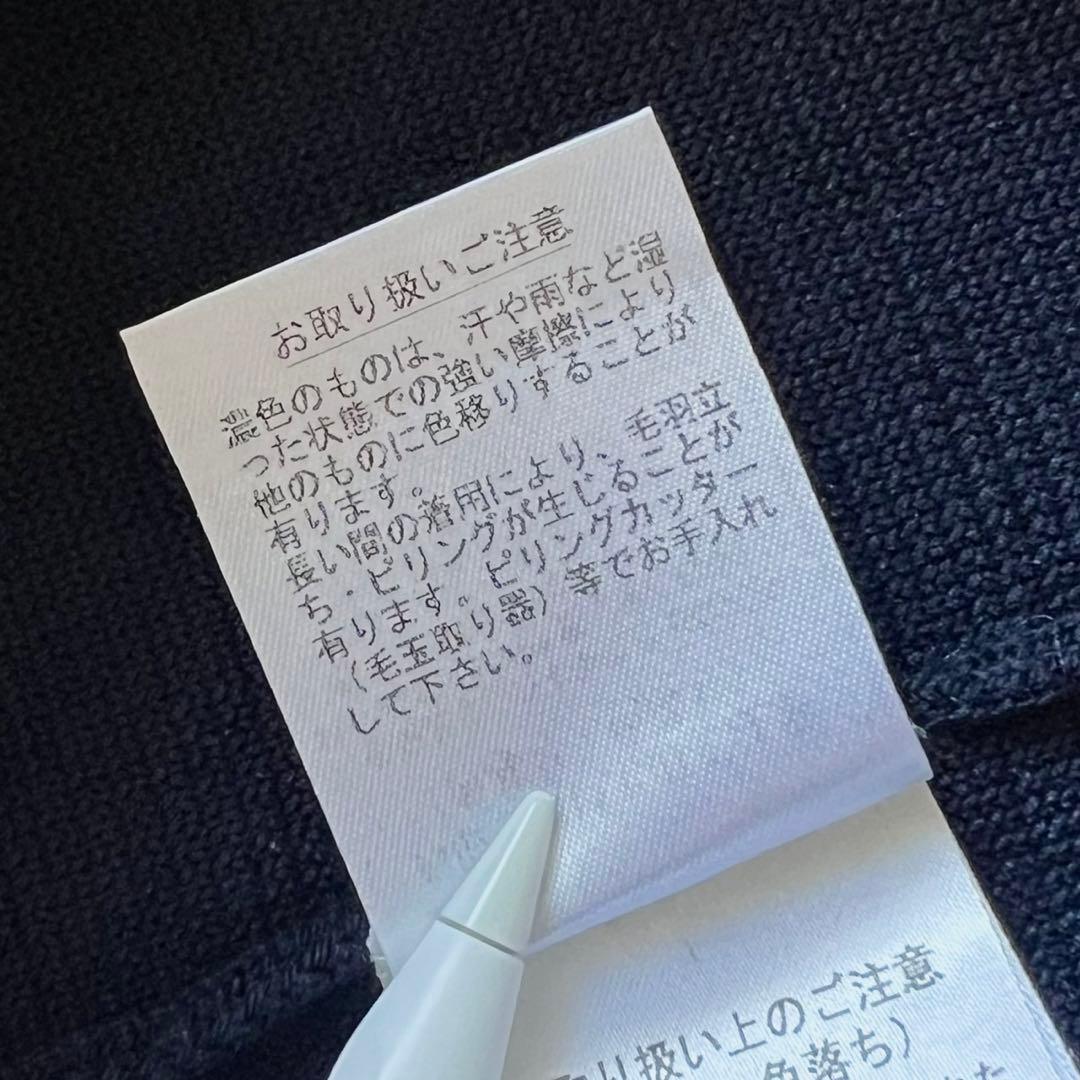 お取り扱いご注意
濃色のものは、汗や雨など湿
った状態での強い摩擦により
他のものに色移りすることが
有ります。
長い間の着用により、毛羽立
ち・ピリングが生じることが
有ります。ピリングカッター
(毛玉取り器)等でお手入れ
して下さい。
取り扱い上のご注意
色落ち)